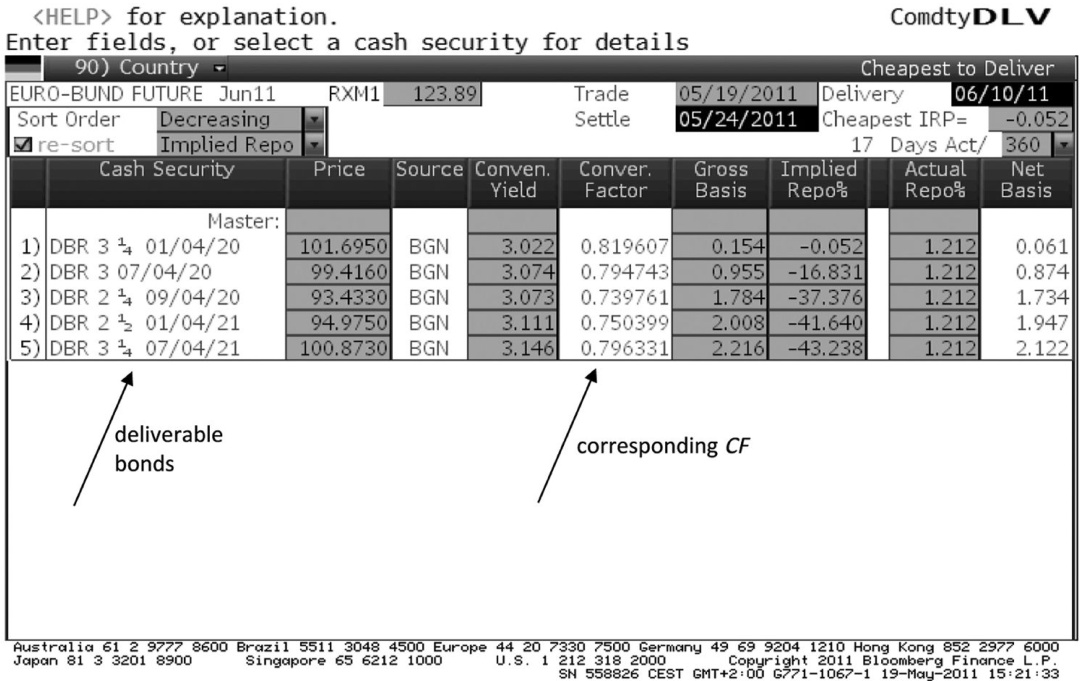 <HELP> for explanation. ComdtyDLV
Enter fields, or select a cash security for details
90) Country Cheapest to Deliver
EURO-BUND FUTURE Jun11 RXM1 123.89 Trade 05/19/2011 Delivery 06/10/11
Sort Order Decreasing Settle 05/24/2011 Cheapest IRP= -0.052
re-sort Implied Repo 17 Days Act/ 360
Cash Security Price Source Conven. Conver. Gross Implied Actual Net
Yield Factor Basis Repo% Repo% Basis
Master:
1) DBR 3 ¼ 01/04/20 101.6950 BGN 3.022 0.819607 0.154 -0.052 1.212 0.061
2) DBR 3 07/04/20 99.4160 BGN 3.074 0.794743 0.955 -16.831 1.212 0.874
3) DBR 2 ¼ 09/04/20 93.4330 BGN 3.073 0.739761 1.784 -37.376 1.212 1.734
4) DBR 2 ½ 01/04/21 94.9750 BGN 3.111 0.750399 2.008 -41.640 1.212 1.947
5) DBR 3 ¼ 07/04/21 100.8730 BGN 3.146 0.796331 2.216 -43.238 1.212 2.122
deliverable
bonds
corresponding CF
Australia 61 2 9777 8600 Brazil 5511 3048 4500 Europe 44 20 7330 7500 Germany 49 69 9204 1210 Hong Kong 852 2977 6000
Japan 81 3 3201 8900 Singapore 65 6212 1000 U.S. 1 212 318 2000 Copyright 2011 Bloomberg Finance L.P.
SN 558826 CEST GMT+2:00 G771-1067-1 19-May-2011 15:21:33